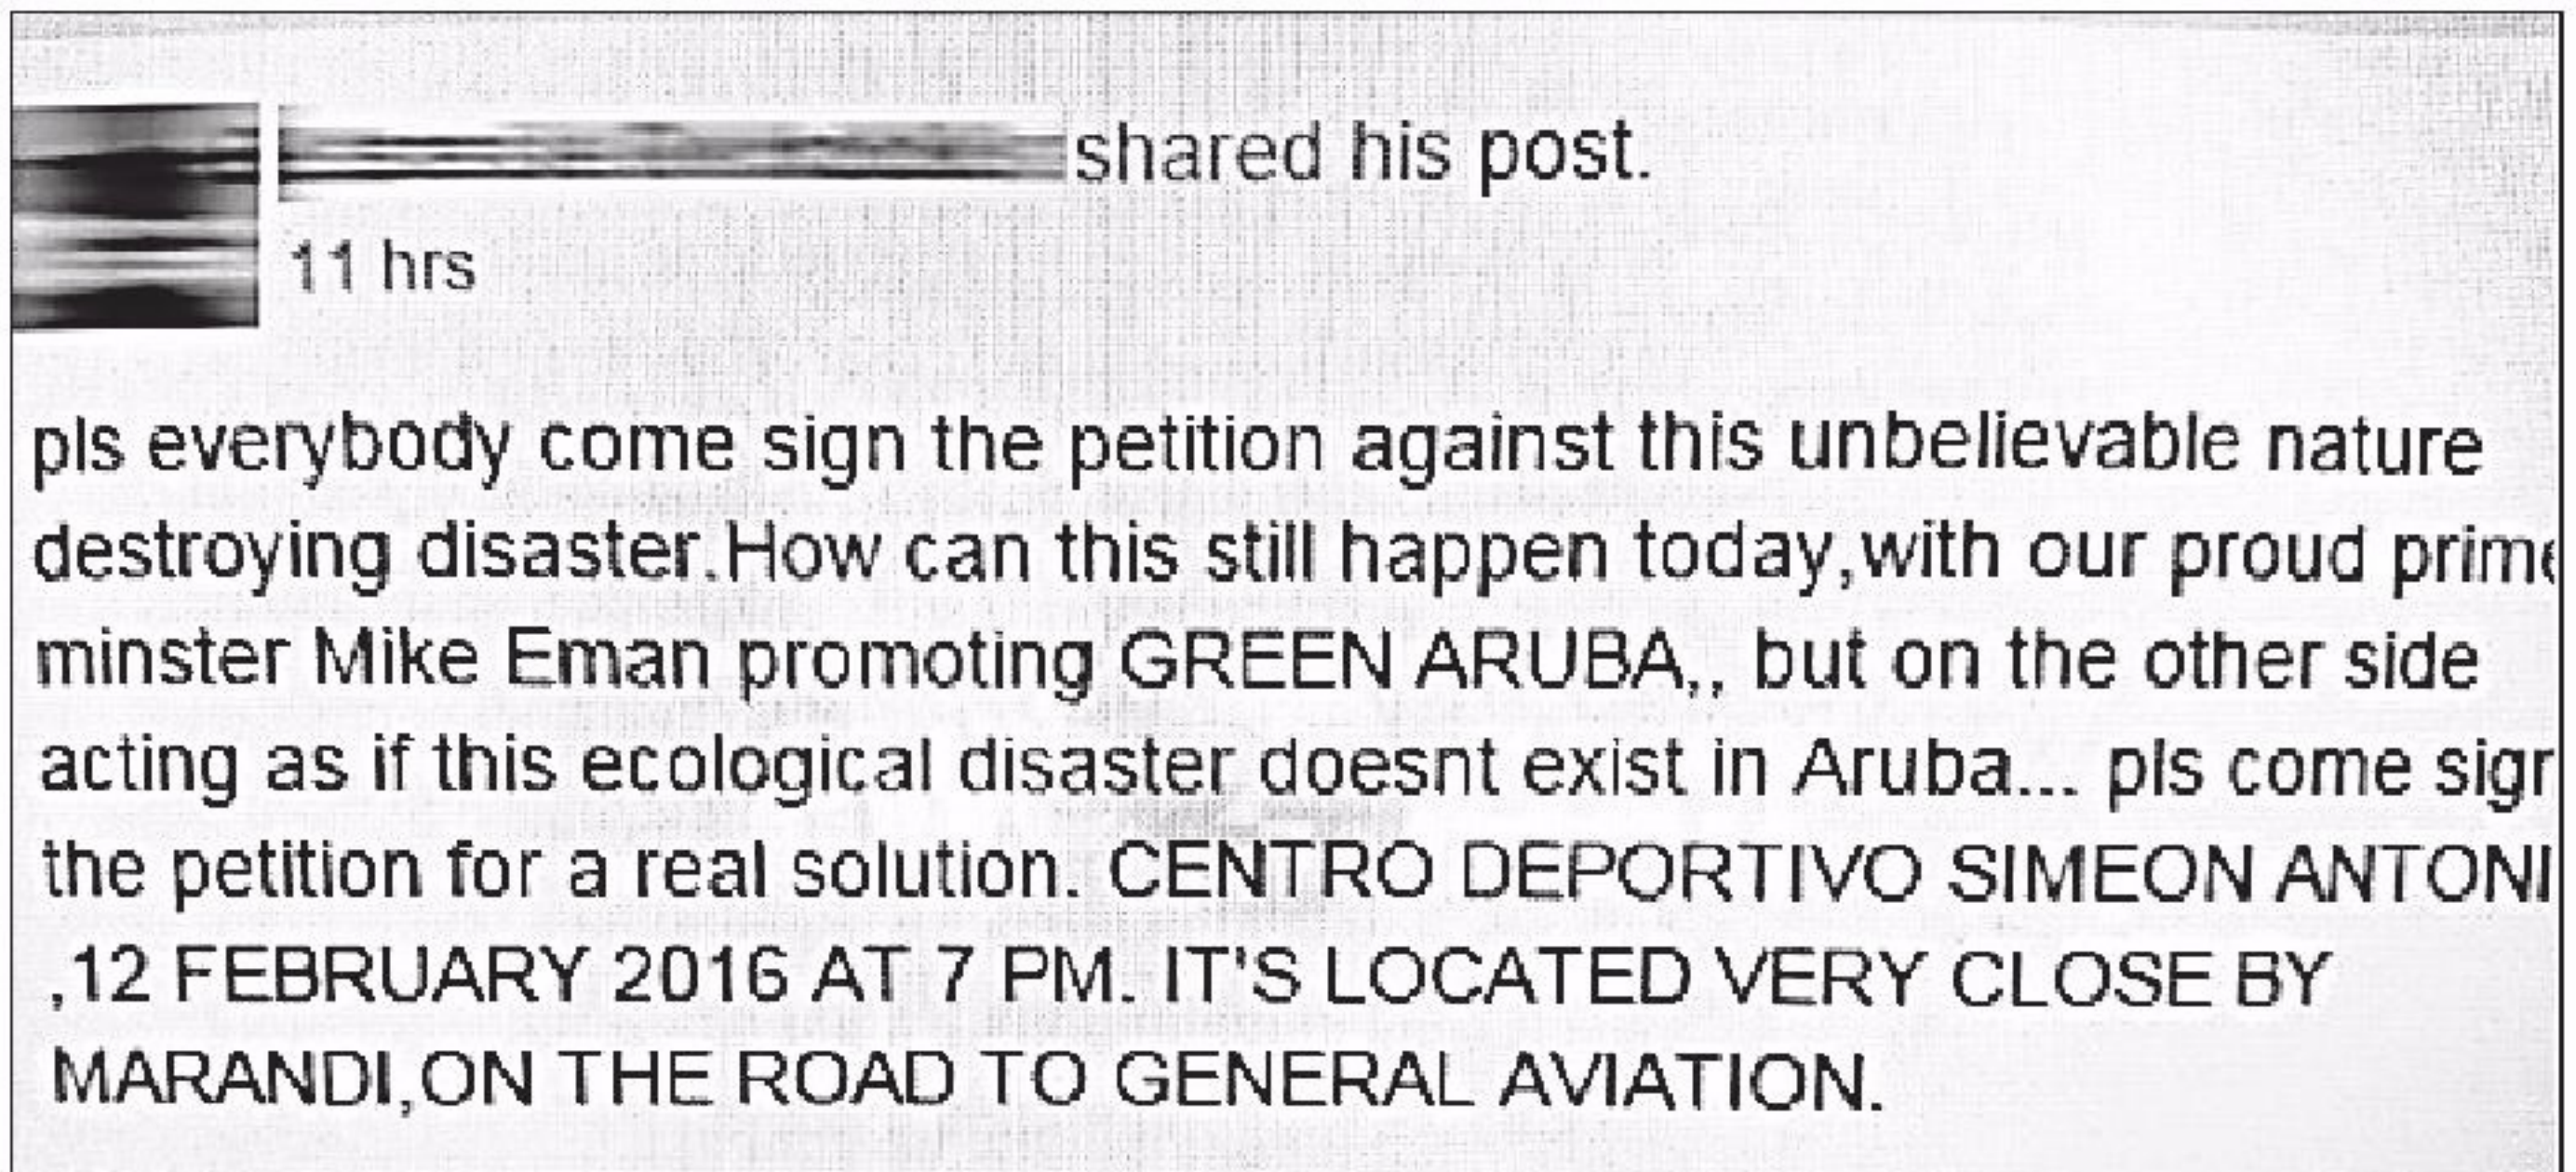 shared his post.
11 hrs
pls everybody come sign the petition against this unbelievable nature
destroying disaster.How can this still happen today,with our proud prime
minster Mike Eman promoting GREEN ARUBA,, but on the other side
acting as if this ecological disaster doesnt exist in Aruba... pls come sign
the petition for a real solution. CENTRO DEPORTIVO SIMEON ANTONI
,12 FEBRUARY 2016 AT 7 PM. IT'S LOCATED VERY CLOSE BY
MARANDI,ON THE ROAD TO GENERAL AVIATION.